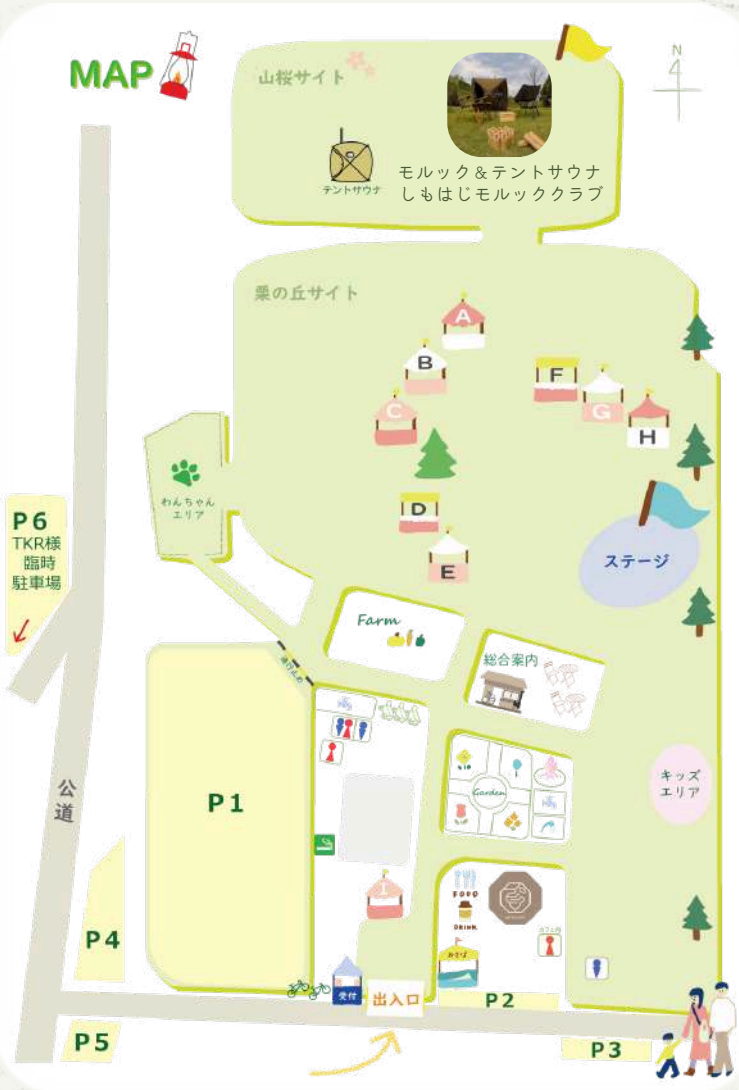 MAP
N
山桜サイト
テントサウナ
モルック＆テントサウナ
しもはじモルッククラブ
栗の丘サイト
A
B
C
D
E
F
G
H
わんちゃん
エリア
P6
TKR様
臨時
駐車場
ステージ
Farm
総合案内
通行止め
公
道
P1
Garden
キッズ
エリア
I
FOOD
DRINK
P4
受付
出入口
P2
P5
P3